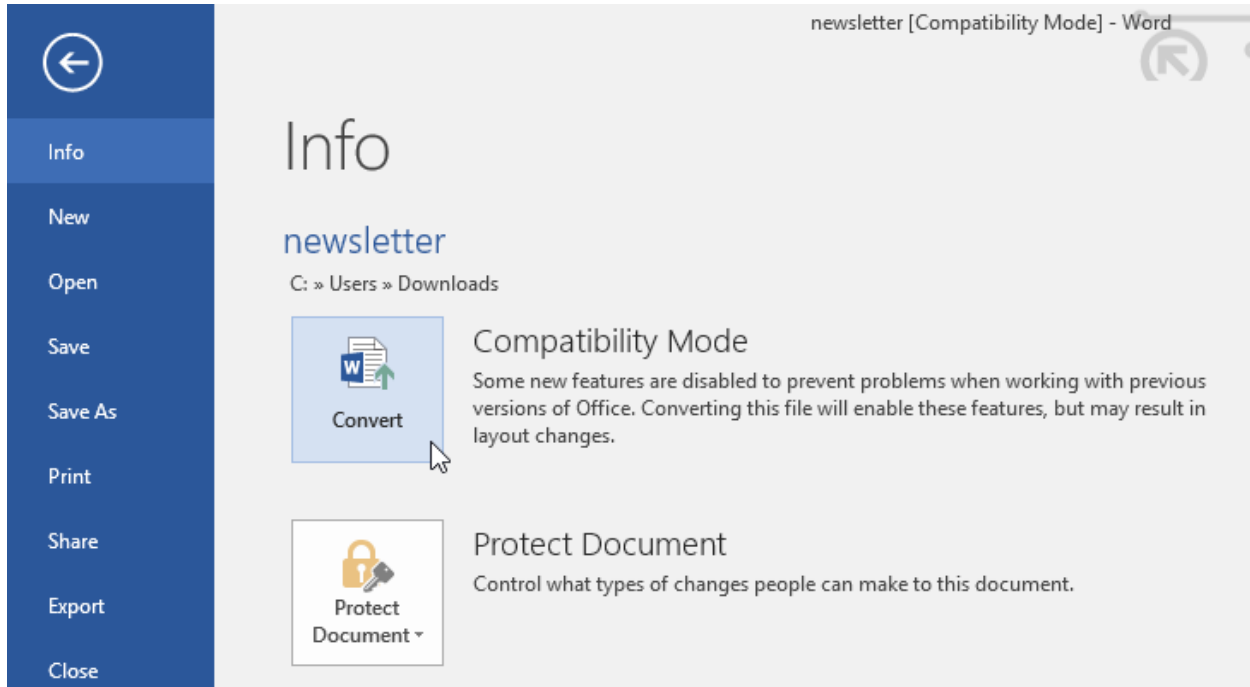 newsletter [Compatibility Mode] - Word
Info
Info
New
newsletter
Open
C: » Users » Downloads
Save
Compatibility Mode
Some new features are disabled to prevent problems when working with previous
versions of Office. Converting this file will enable these features, but may result in
layout changes.
W
Convert
Save As
Print
Share
Protect Document
Control what types of changes people can make to this document.
Protect
Document
Export
Close